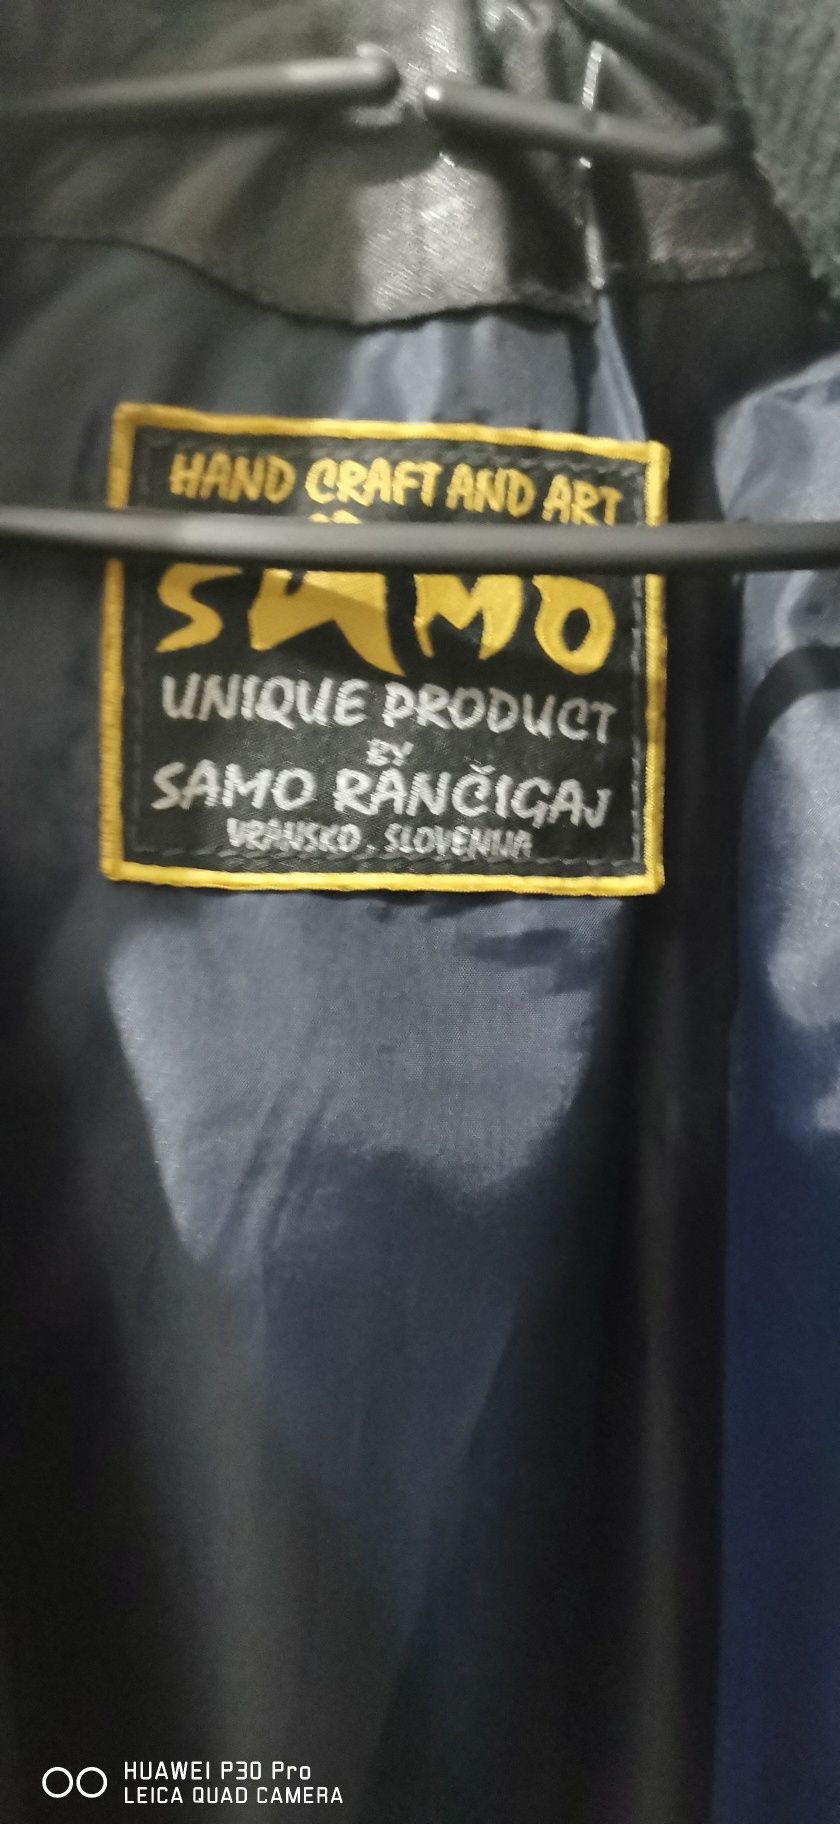 HAND CRAFT AND ART
SAMO
UNIQUE PRODUCT
BY
SAMO RANČIGAJ
VRANSKO . SLOVENIJA
HUAWEI P30 Pro
LEICA QUAD CAMERA